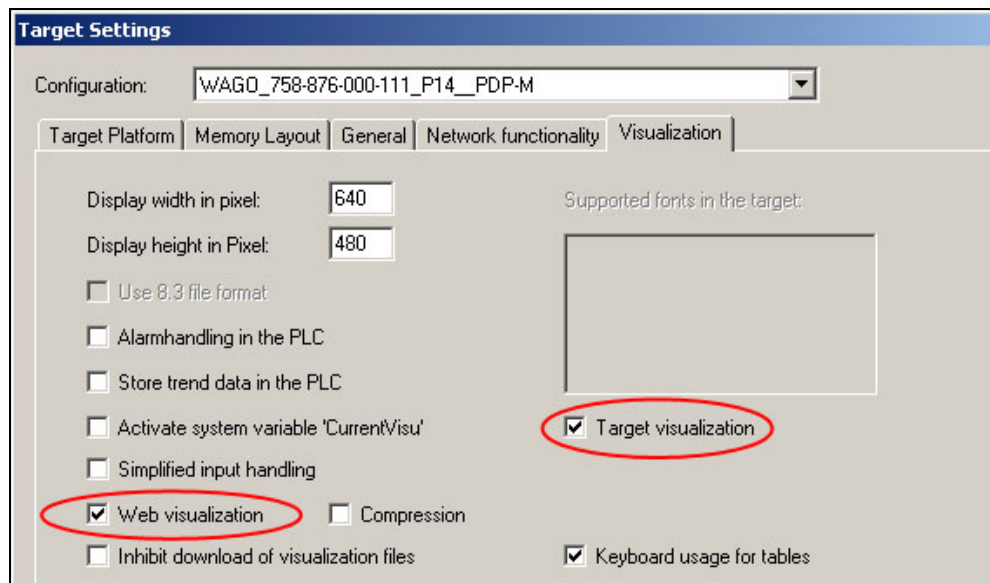 Target Settings
Configuration: WAGO_758-876-000-111_P14__PDP-M
Target Platform Memory Layout General Network functionality Visualization
Display width in pixel: 640 Supported fonts in the target:
Display height in Pixel: 480
Use 8.3 file format
Alarmhandling in the PLC
Store trend data in the PLC
Activate system variable 'CurrentVisu' Target visualization
Simplified input handling
Web visualization Compression
Inhibit download of visualization files Keyboard usage for tables